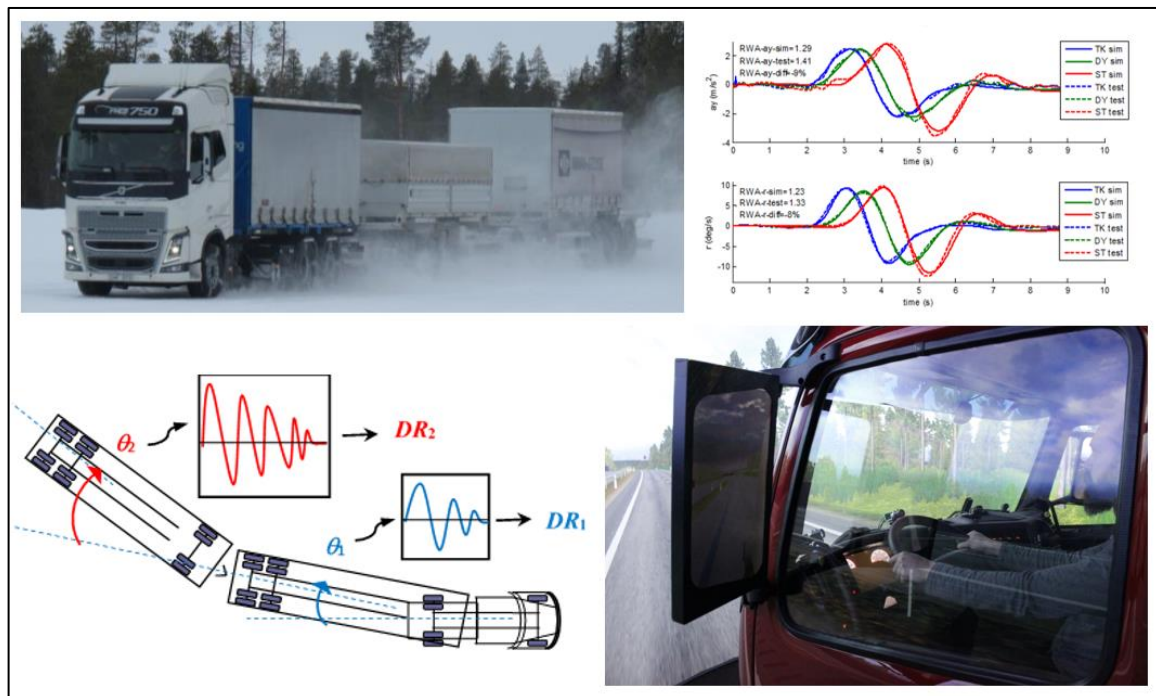 FH16 750
RWA-ay-sim=1.29
RWA-ay-test=1.41
RWA-ay-diff=-9%
ay (m/s²)
4
2
0
-2
-4
0 1 2 3 4 5 6 7 8 9 10
time (s)
TK sim
DY sim
ST sim
TK test
DY test
ST test
RWA-r-sim=1.23
RWA-r-test=1.33
RWA-r-diff=-8%
r (deg/s)
10
5
0
-5
-10
0 1 2 3 4 5 6 7 8 9 10
time (s)
TK sim
DY sim
ST sim
TK test
DY test
ST test
θ₂
DR₂
θ₁
DR₁